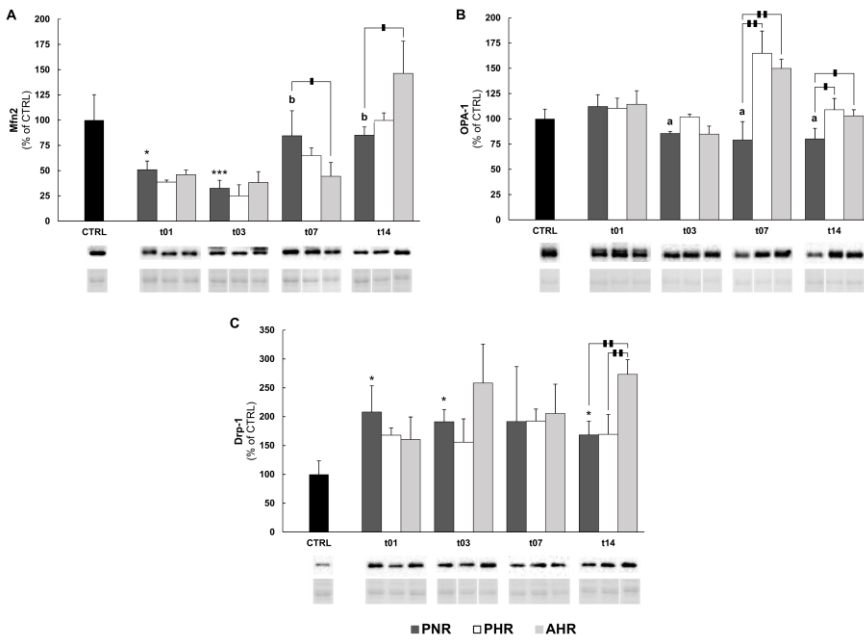 A
Mfn2
(% of CTRL)
200
175
150
125
100
75
50
25
0
*
***
b
b
CTRL
t01
t03
t07
t14
B
OPA-1
(% of CTRL)
200
175
150
125
100
75
50
25
0
a
a
a
CTRL
t01
t03
t07
t14
C
Drp-1
(% of CTRL)
350
300
250
200
150
100
50
0
*
*
*
CTRL
t01
t03
t07
t14
PNR PHR AHR